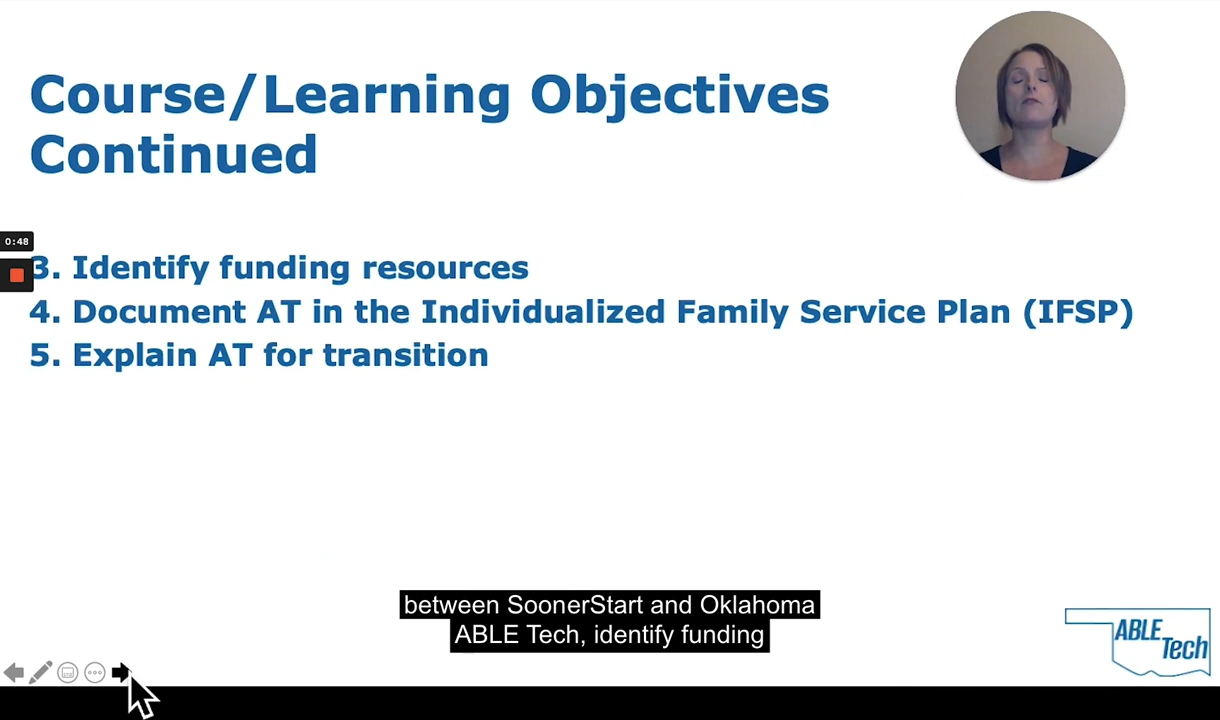 Course/Learning Objectives
Continued
0:48
3. Identify funding resources
4. Document AT in the Individualized Family Service Plan (IFSP)
5. Explain AT for transition
between SoonerStart and Oklahoma
ABLE Tech, identify funding
ABLE
Tech